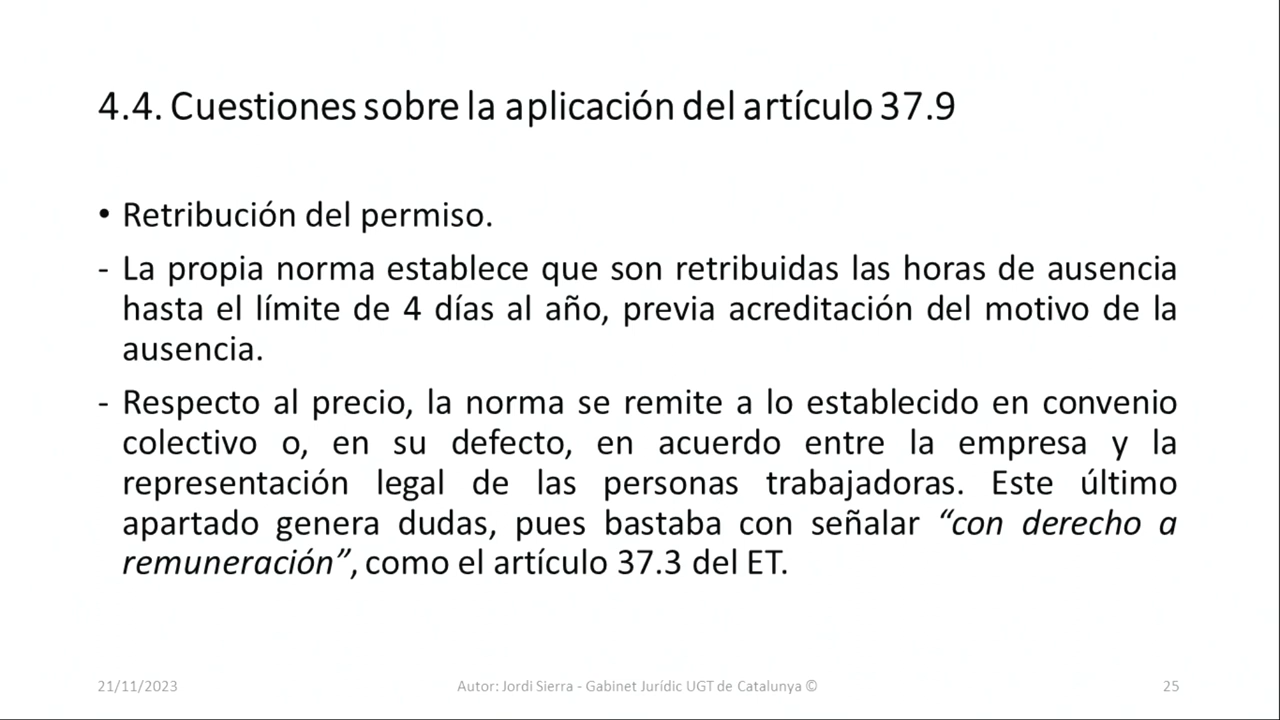 4.4. Cuestiones sobre la aplicación del artículo 37.9
• Retribución del permiso.
- La propia norma establece que son retribuidas las horas de ausencia
hasta el límite de 4 días al año, previa acreditación del motivo de la
ausencia.
- Respecto al precio, la norma se remite a lo establecido en convenio
colectivo o, en su defecto, en acuerdo entre la empresa y la
representación legal de las personas trabajadoras. Este último
apartado genera dudas, pues bastaba con señalar “con derecho a
remuneración”, como el artículo 37.3 del ET.
21/11/2023 Autor: Jordi Sierra - Gabinet Jurídic UGT de Catalunya © 25